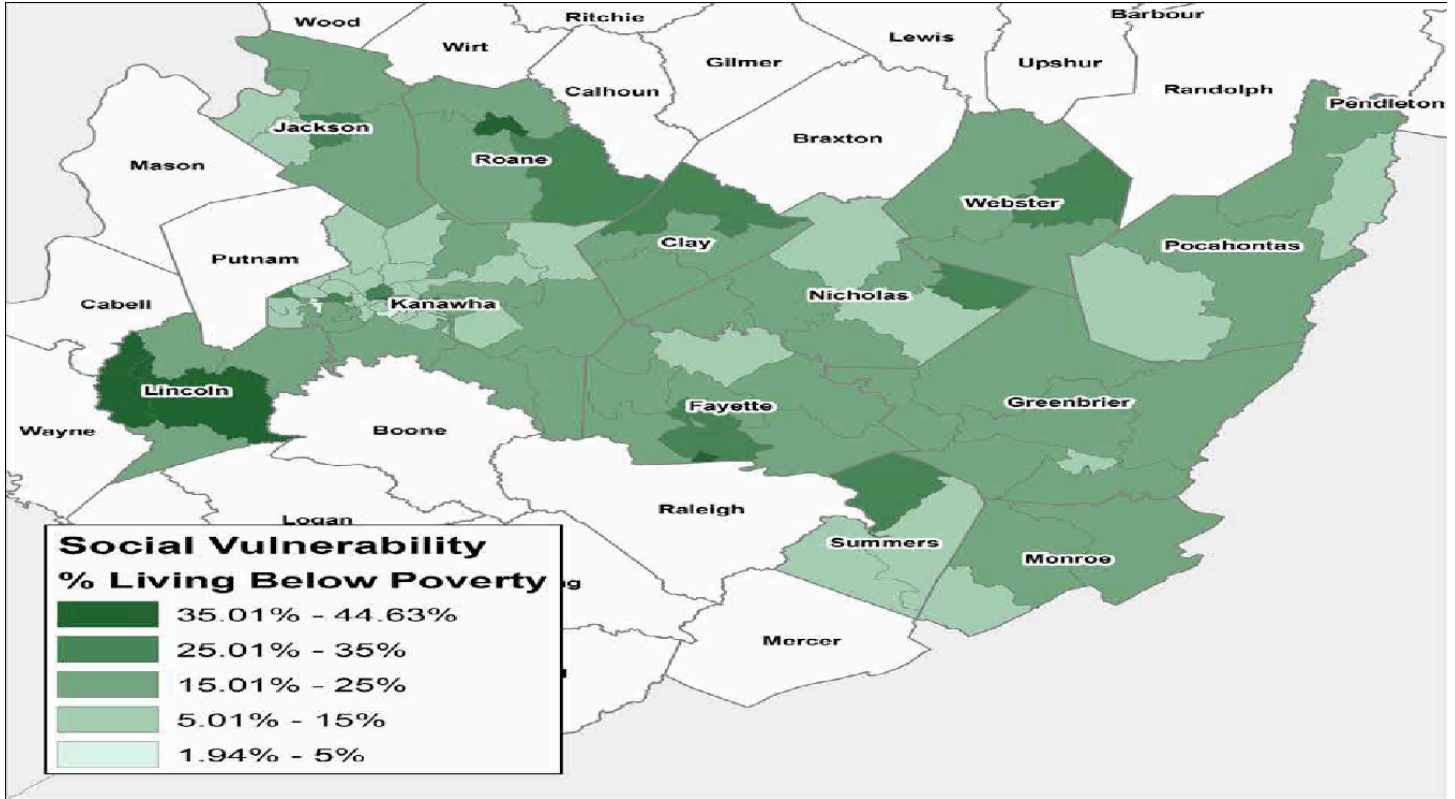 Wood
Ritchie
Barbour
Wirt
Lewis
Gilmer
Upshur
Calhoun
Randolph
Pendleton
Jackson
Braxton
Roane
Mason
Webster
Clay
Pocahontas
Putnam
Nicholas
Cabell
Kanawha
Lincoln
Greenbrier
Fayette
Wayne
Boone
Raleigh
Logan
Summers
Monroe
Mercer
Social Vulnerability
% Living Below Poverty
35.01% - 44.63%
25.01% - 35%
15.01% - 25%
5.01% - 15%
1.94% - 5%